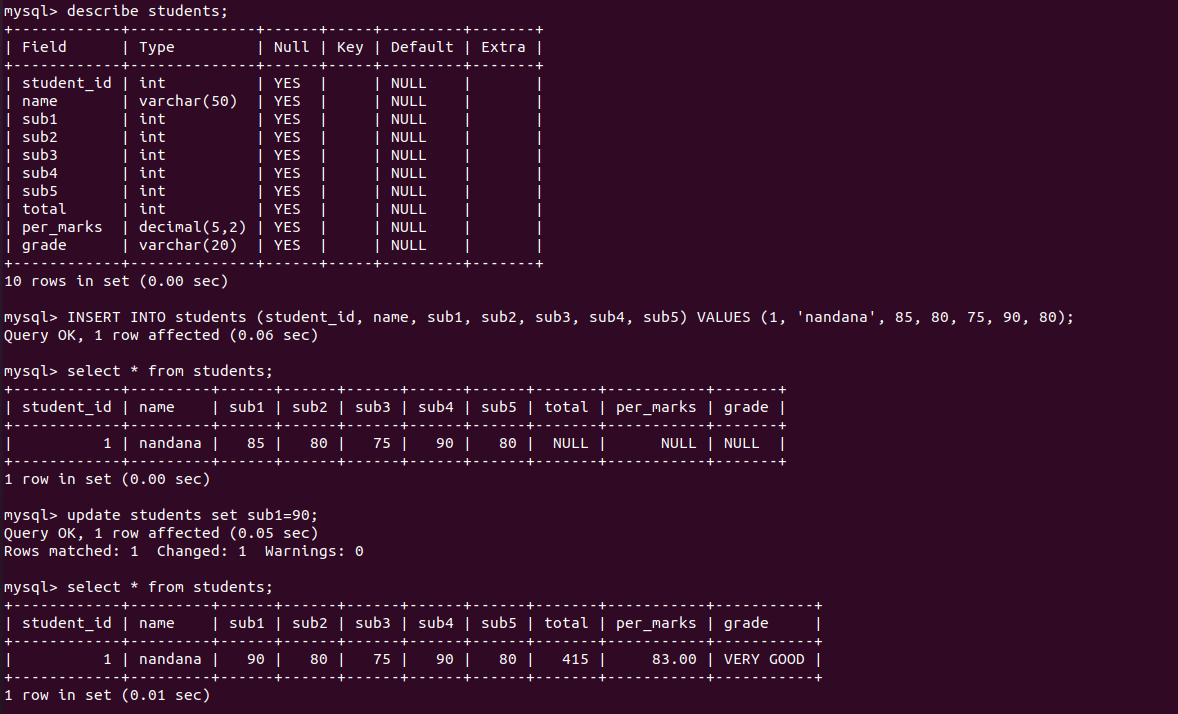 mysql> describe students;
+------------+--------------+------+-----+---------+-------+
| Field      | Type         | Null | Key | Default | Extra |
+------------+--------------+------+-----+---------+-------+
| student_id | int          | YES  |     | NULL    |       |
| name       | varchar(50)  | YES  |     | NULL    |       |
| sub1       | int          | YES  |     | NULL    |       |
| sub2       | int          | YES  |     | NULL    |       |
| sub3       | int          | YES  |     | NULL    |       |
| sub4       | int          | YES  |     | NULL    |       |
| sub5       | int          | YES  |     | NULL    |       |
| total      | int          | YES  |     | NULL    |       |
| per_marks  | decimal(5,2) | YES  |     | NULL    |       |
| grade      | varchar(20)  | YES  |     | NULL    |       |
+------------+--------------+------+-----+---------+-------+
10 rows in set (0.00 sec)

mysql> INSERT INTO students (student_id, name, sub1, sub2, sub3, sub4, sub5) VALUES (1, 'nandana', 85, 80, 75, 90, 80);
Query OK, 1 row affected (0.06 sec)

mysql> select * from students;
+------------+---------+------+------+------+------+------+-------+-----------+-------+
| student_id | name    | sub1 | sub2 | sub3 | sub4 | sub5 | total | per_marks | grade |
+------------+---------+------+------+------+------+------+-------+-----------+-------+
|          1 | nandana |   85 |   80 |   75 |   90 |   80 |  NULL |      NULL | NULL  |
+------------+---------+------+------+------+------+------+-------+-----------+-------+
1 row in set (0.00 sec)

mysql> update students set sub1=90;
Query OK, 1 row affected (0.05 sec)
Rows matched: 1  Changed: 1  Warnings: 0

mysql> select * from students;
+------------+---------+------+------+------+------+------+-------+-----------+-----------+
| student_id | name    | sub1 | sub2 | sub3 | sub4 | sub5 | total | per_marks | grade     |
+------------+---------+------+------+------+------+------+-------+-----------+-----------+
|          1 | nandana |   90 |   80 |   75 |   90 |   80 |   415 |     83.00 | VERY GOOD |
+------------+---------+------+------+------+------+------+-------+-----------+-----------+
1 row in set (0.01 sec)